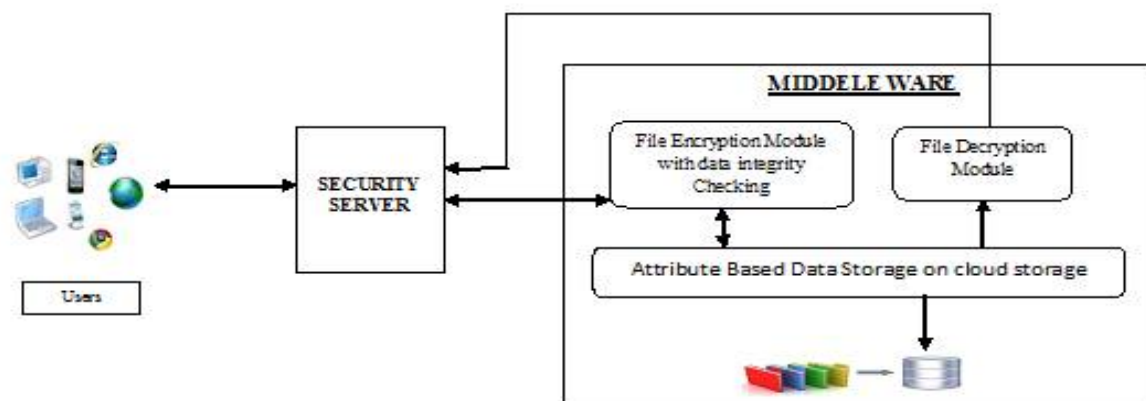 MIDDELE WARE
File Encryption Module
with data integrity
Checking
File Decryption
Module
SECURITY
SERVER
Attribute Based Data Storage on cloud storage
Users